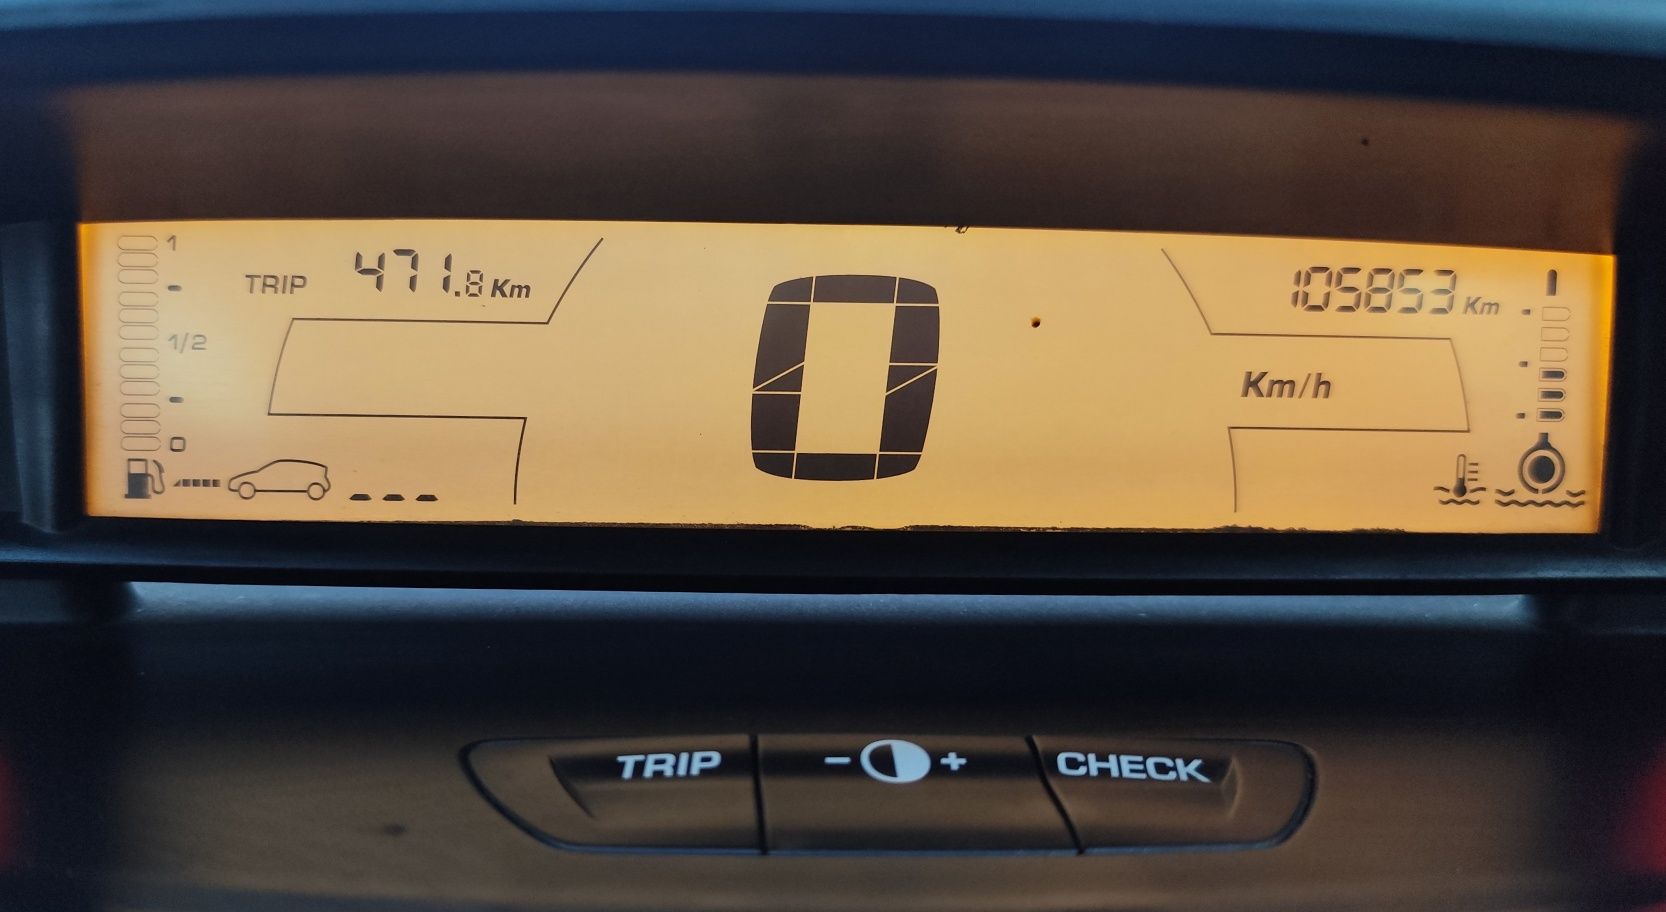 1
TRIP 471.8 Km
1/2
0
---
0
105853 Km
Km/h
TRIP - + CHECK